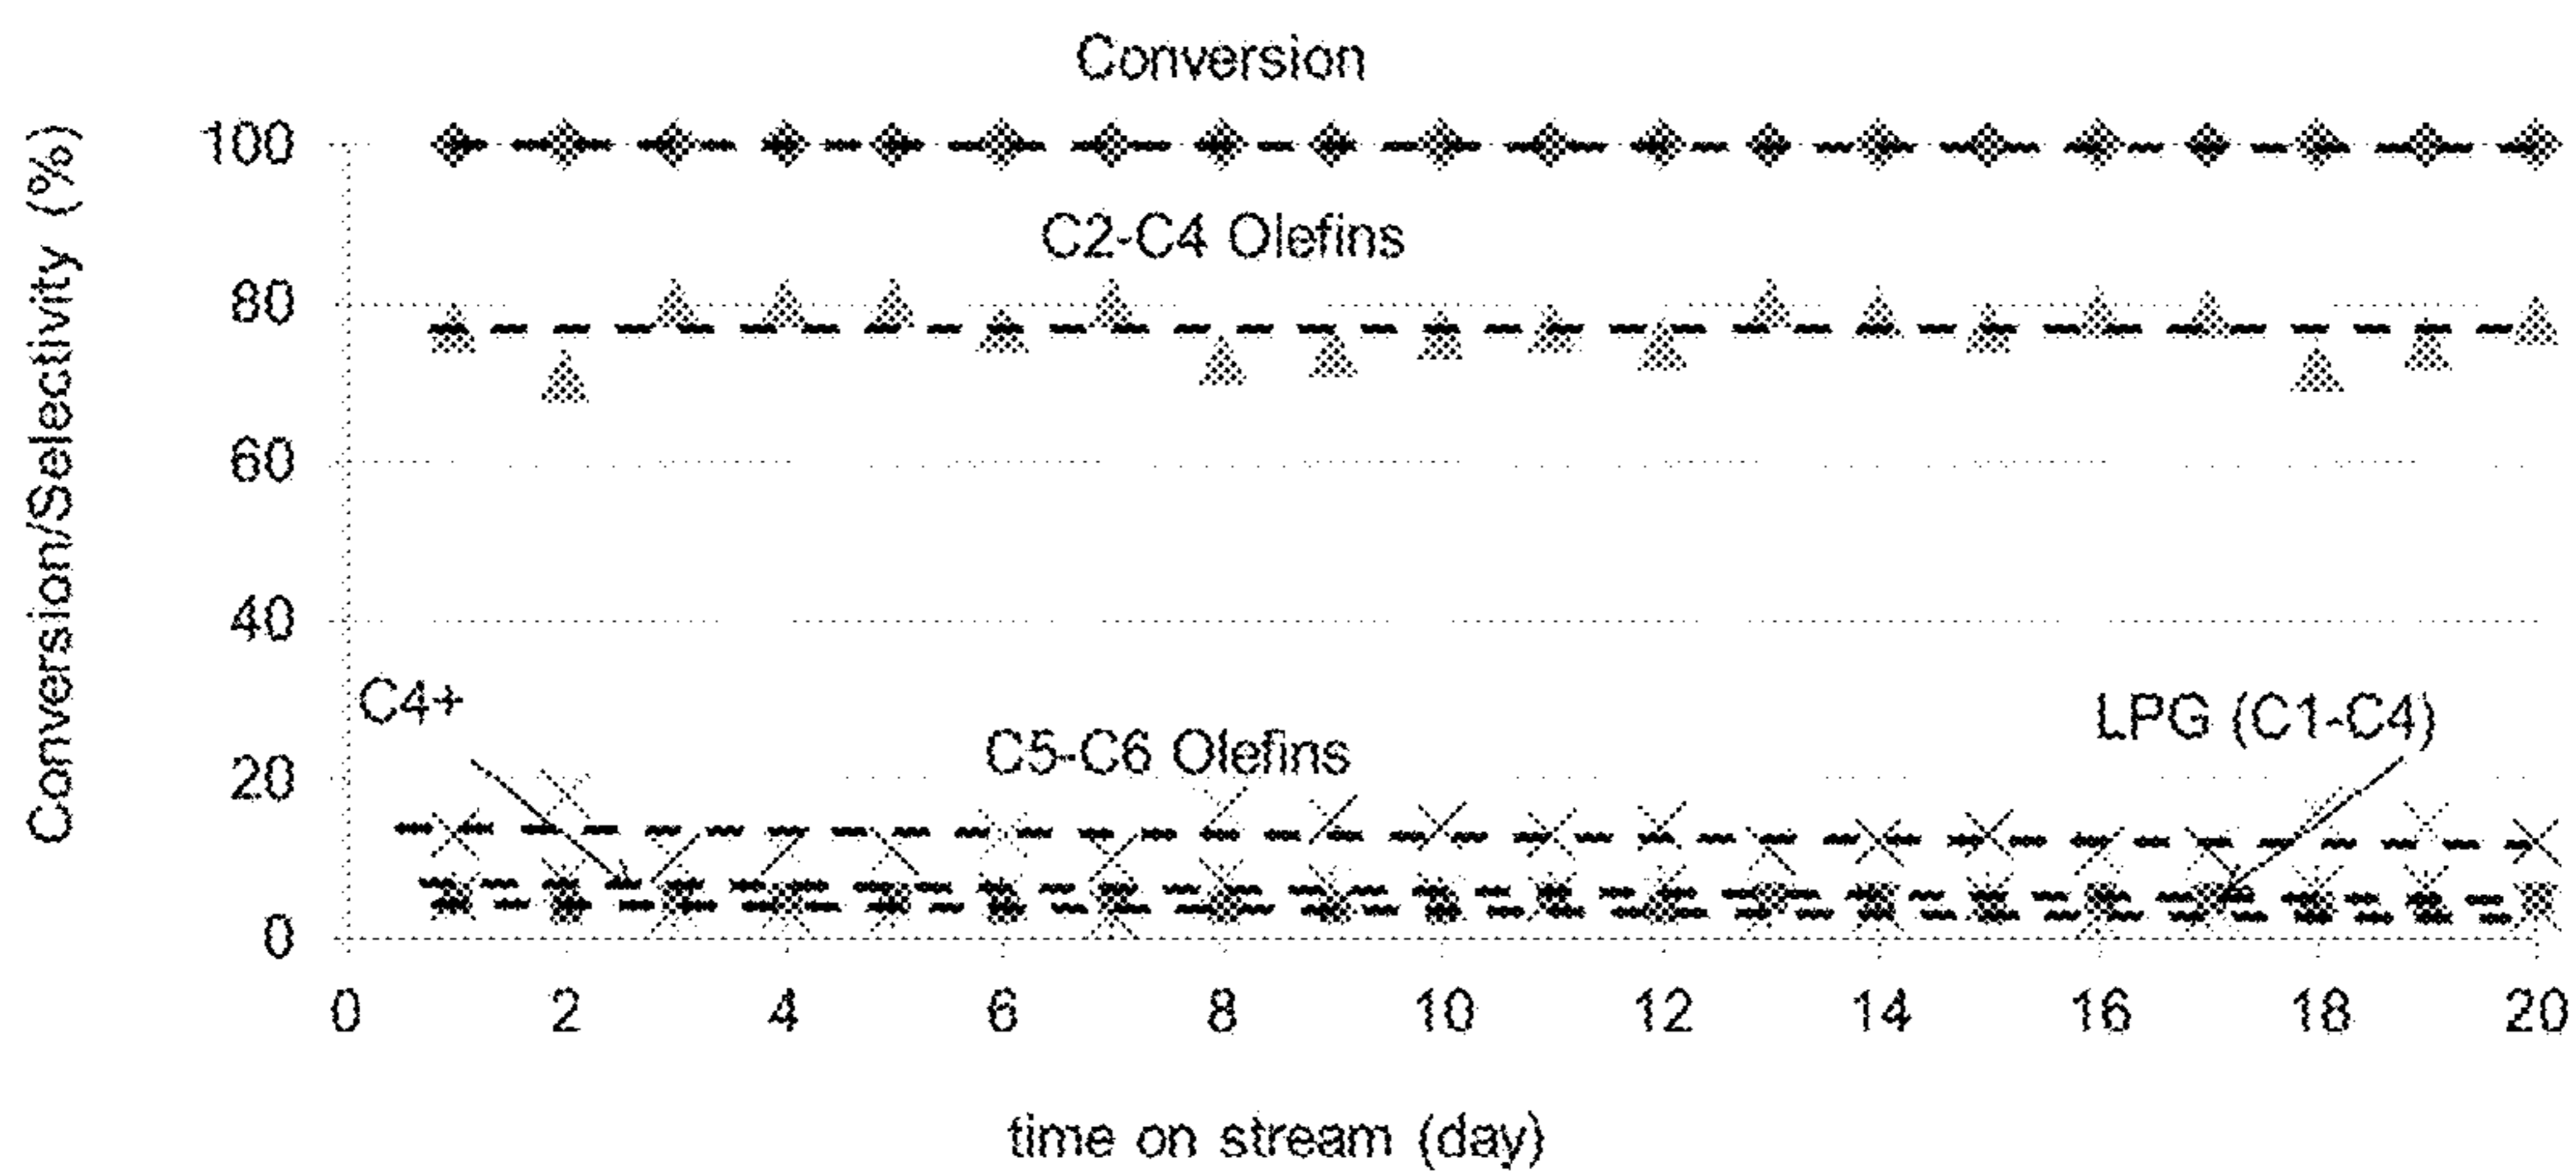 Conversion
100
C2-C4 Olefins
80
60
40
C4+
LPG (C1-C4)
C5-C6 Olefins
20
0
0 2 4 6 8 10 12 14 16 18 20
time on stream (day)
Conversion/Selectivity (%)